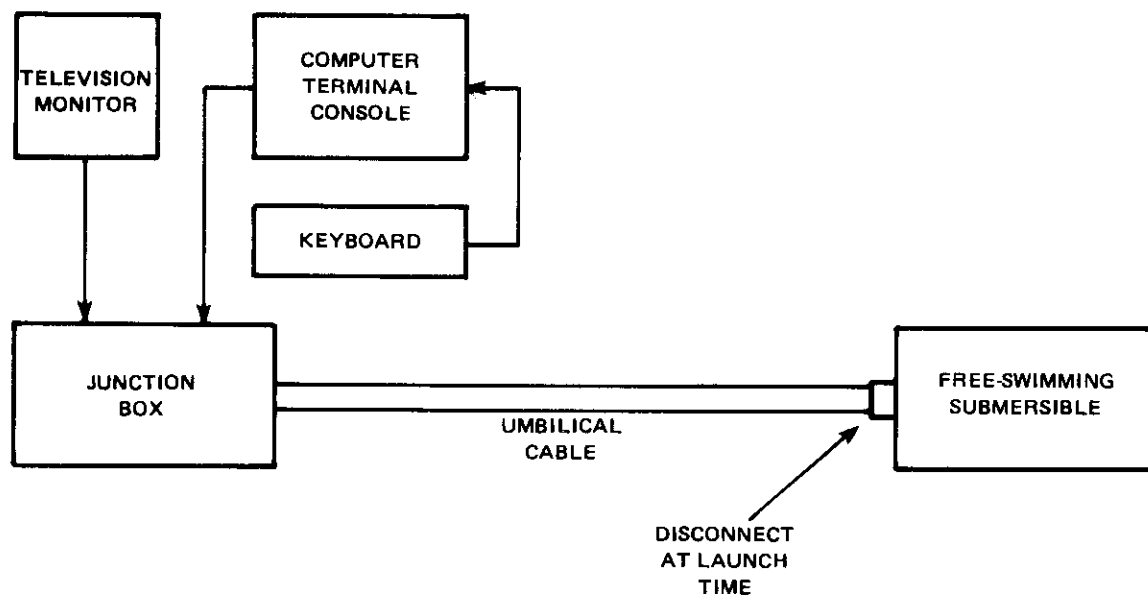 TELEVISION
MONITOR
COMPUTER
TERMINAL
CONSOLE
KEYBOARD
JUNCTION
BOX
UMBILICAL
CABLE
FREE-SWIMMING
SUBMERSIBLE
DISCONNECT
AT LAUNCH
TIME